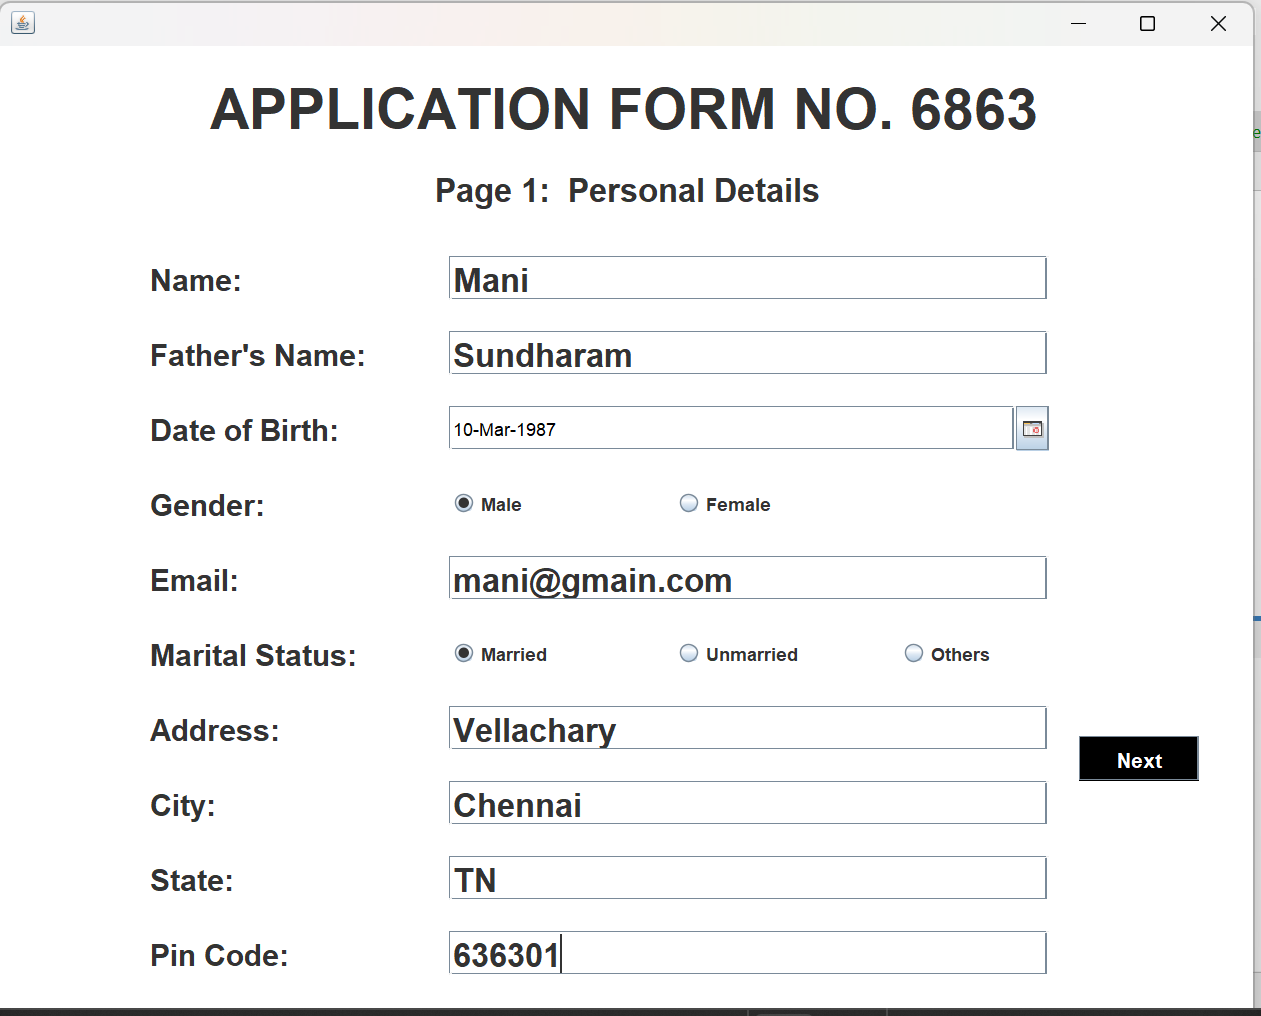 APPLICATION FORM NO. 6863
Page 1:  Personal Details
Name: Mani
Father's Name: Sundharam
Date of Birth: 10-Mar-1987
Gender: Male Female
Email: mani@gmain.com
Marital Status: Married Unmarried Others
Address: Vellachary
Next
City: Chennai
State: TN
Pin Code: 636301